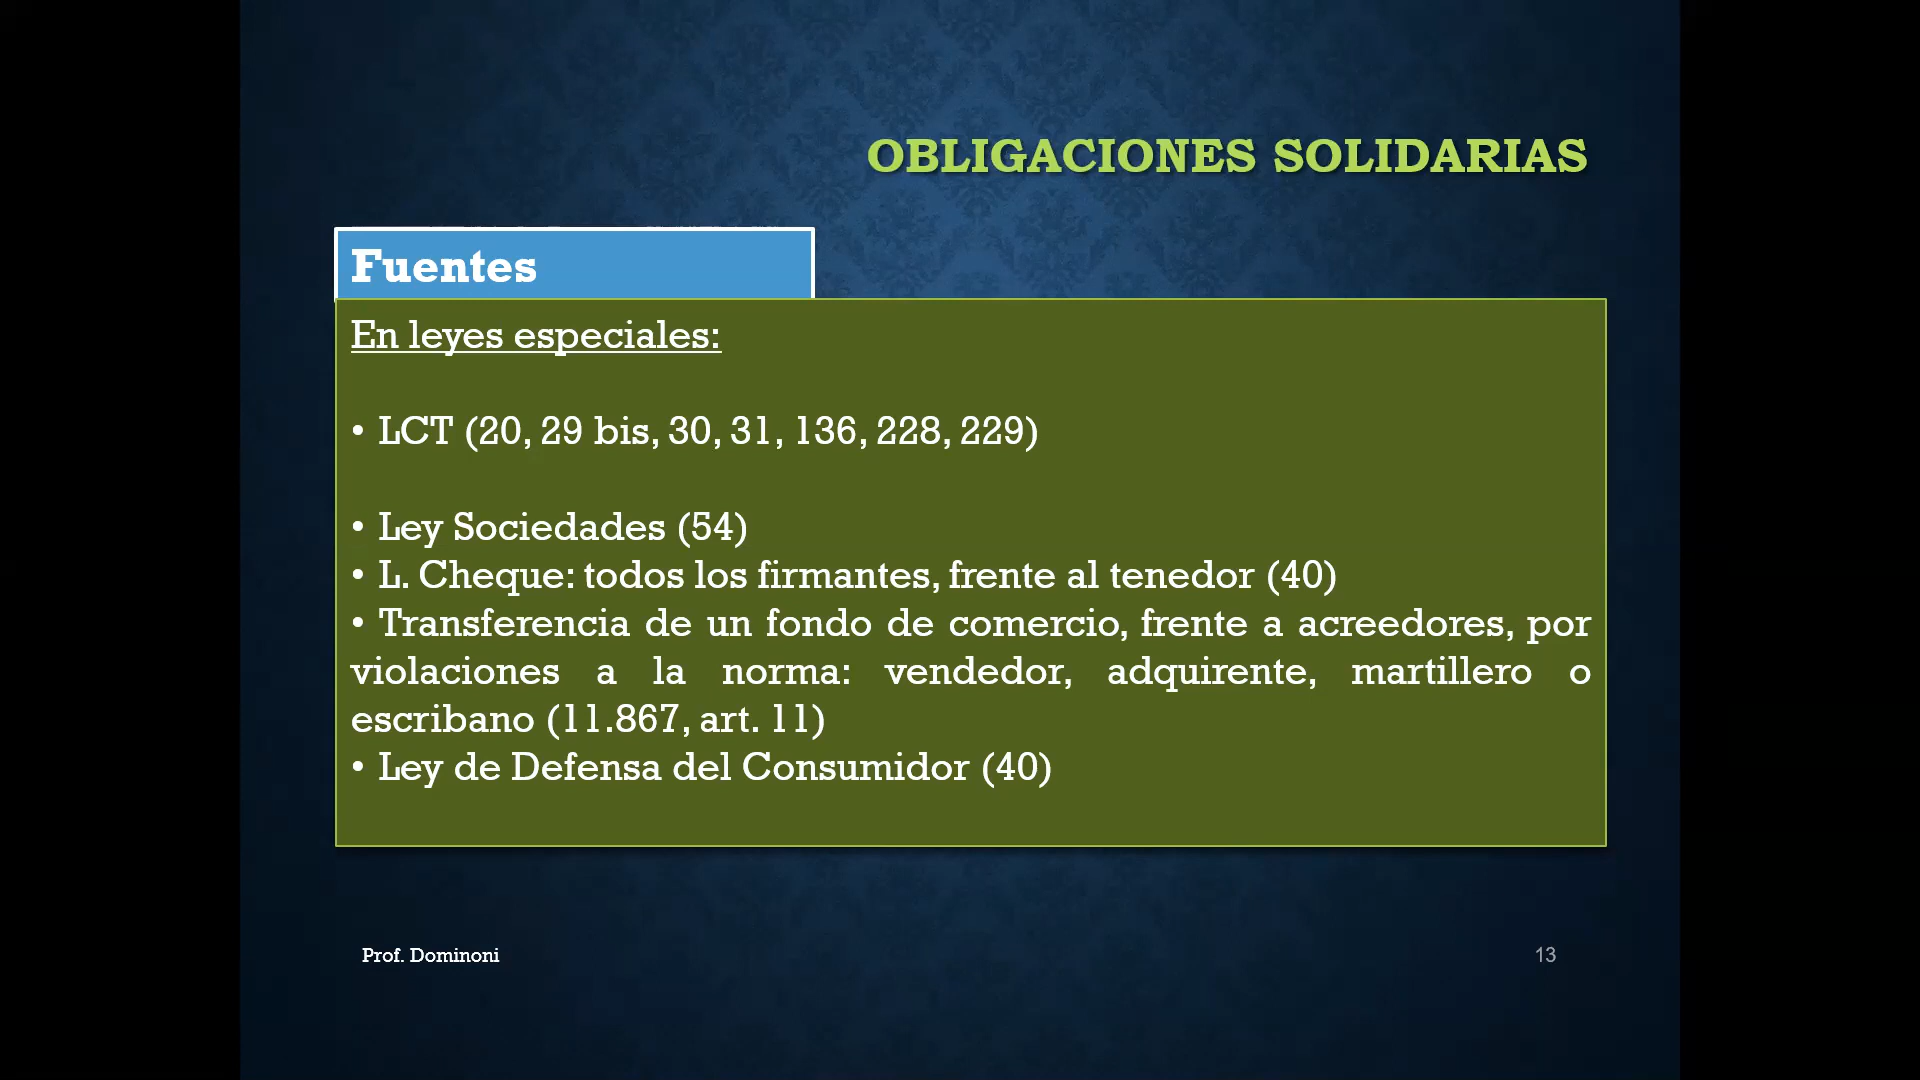 OBLIGACIONES SOLIDARIAS
Fuentes
En leyes especiales:
• LCT (20, 29 bis, 30, 31, 136, 228, 229)
• Ley Sociedades (54)
• L. Cheque: todos los firmantes, frente al tenedor (40)
• Transferencia de un fondo de comercio, frente a acreedores, por
violaciones a la norma: vendedor, adquirente, martillero o
escribano (11.867, art. 11)
• Ley de Defensa del Consumidor (40)
Prof. Dominoni
13